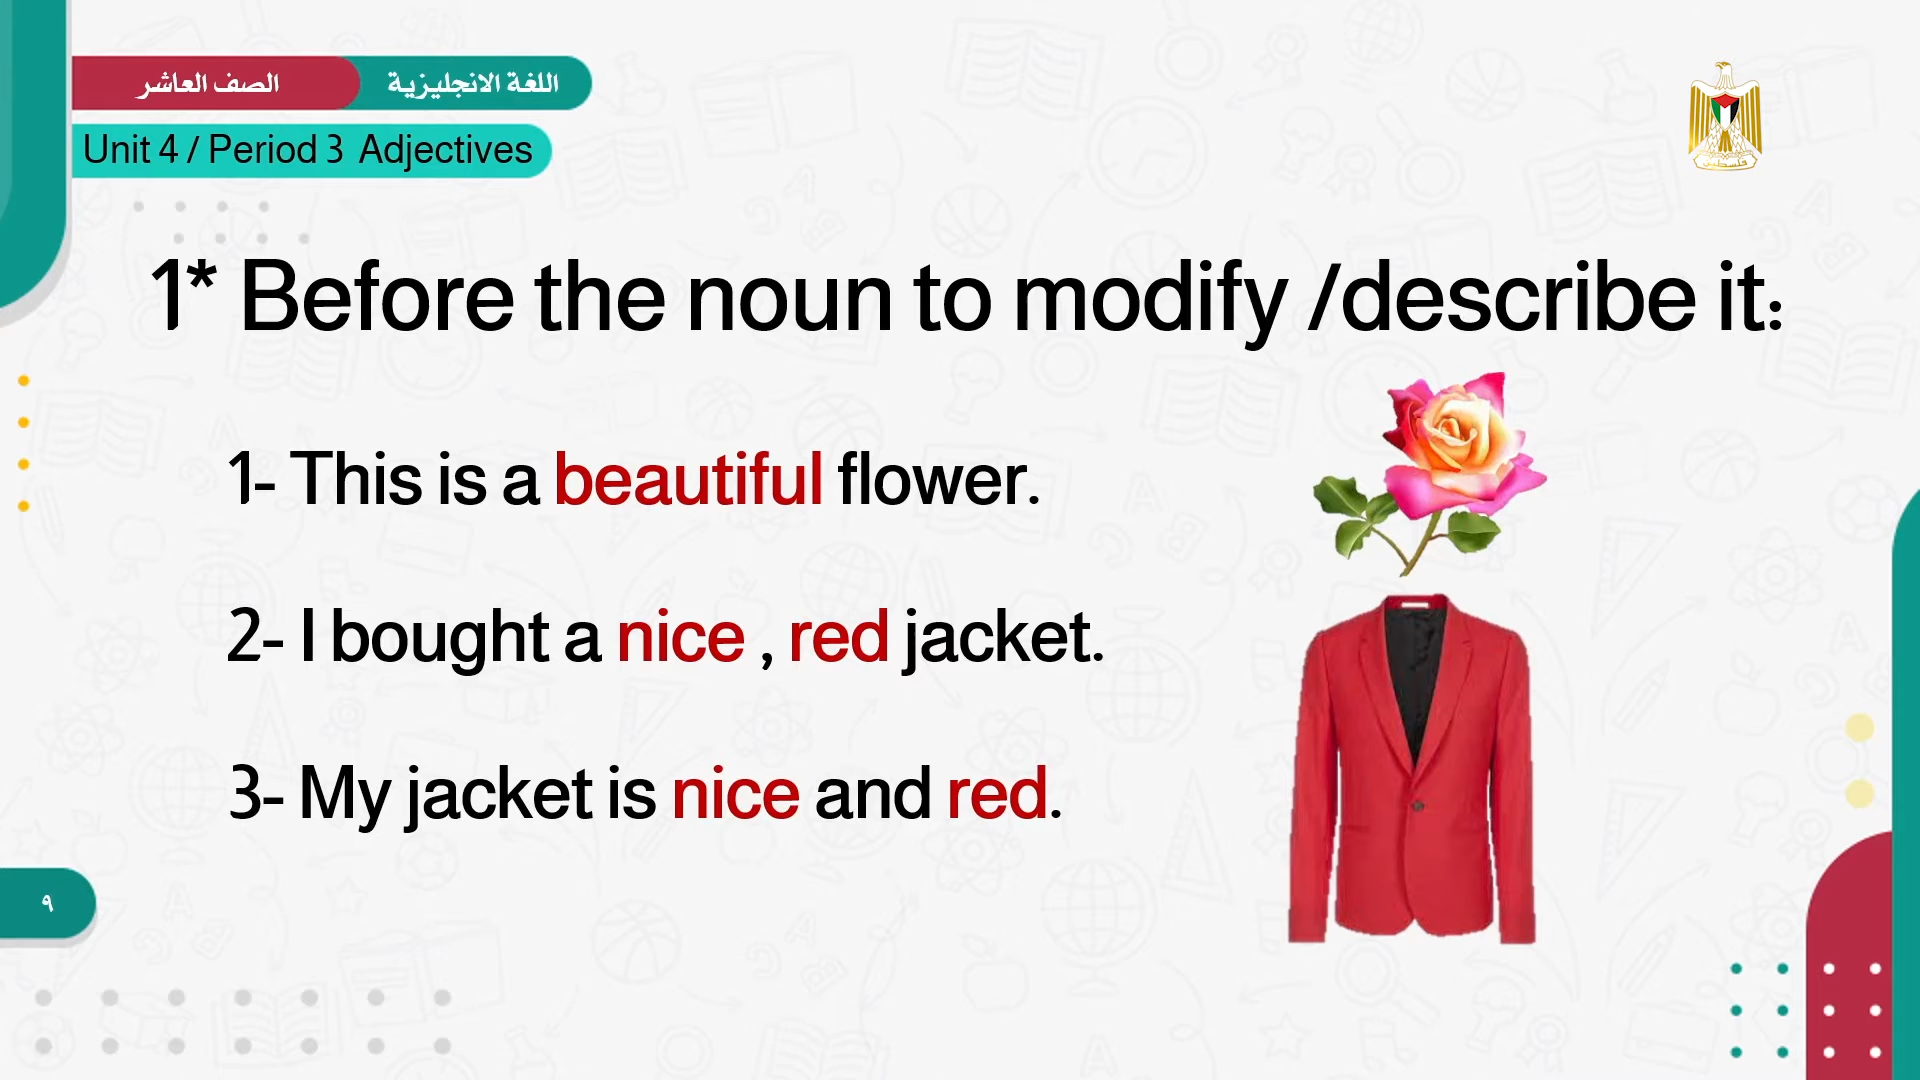 الصف العاشر اللغة الانجليزية
Unit 4 / Period 3 Adjectives
1* Before the noun to modify /describe it:
1- This is a beautiful flower.
2- I bought a nice , red jacket.
3- My jacket is nice and red.
٩
فلسطين